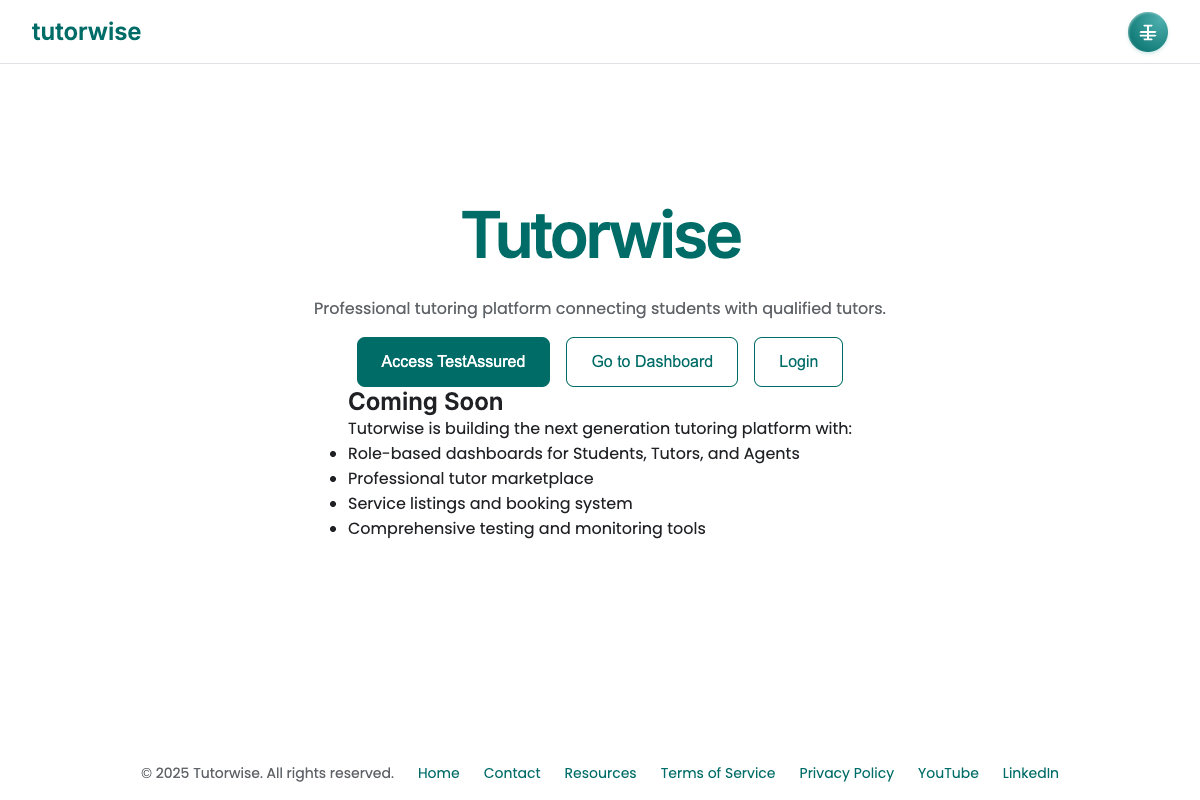 tutorwise
Tutorwise
Professional tutoring platform connecting students with qualified tutors.
Access TestAssured
Go to Dashboard
Login
Coming Soon
Tutorwise is building the next generation tutoring platform with:
• Role-based dashboards for Students, Tutors, and Agents
• Professional tutor marketplace
• Service listings and booking system
• Comprehensive testing and monitoring tools
© 2025 Tutorwise. All rights reserved. Home Contact Resources Terms of Service Privacy Policy YouTube LinkedIn